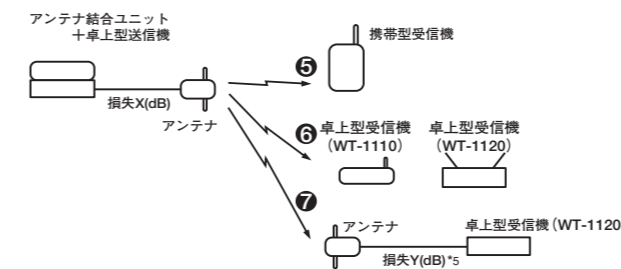 アンテナ結合ユニット
＋卓上型送信機
損失X(dB)
アンテナ
❺
携帯型受信機
❻
卓上型受信機
（WT-1110）
卓上型受信機
（WT-1120）
❼
アンテナ
損失Y(dB)*5
卓上型受信機（WT-1120